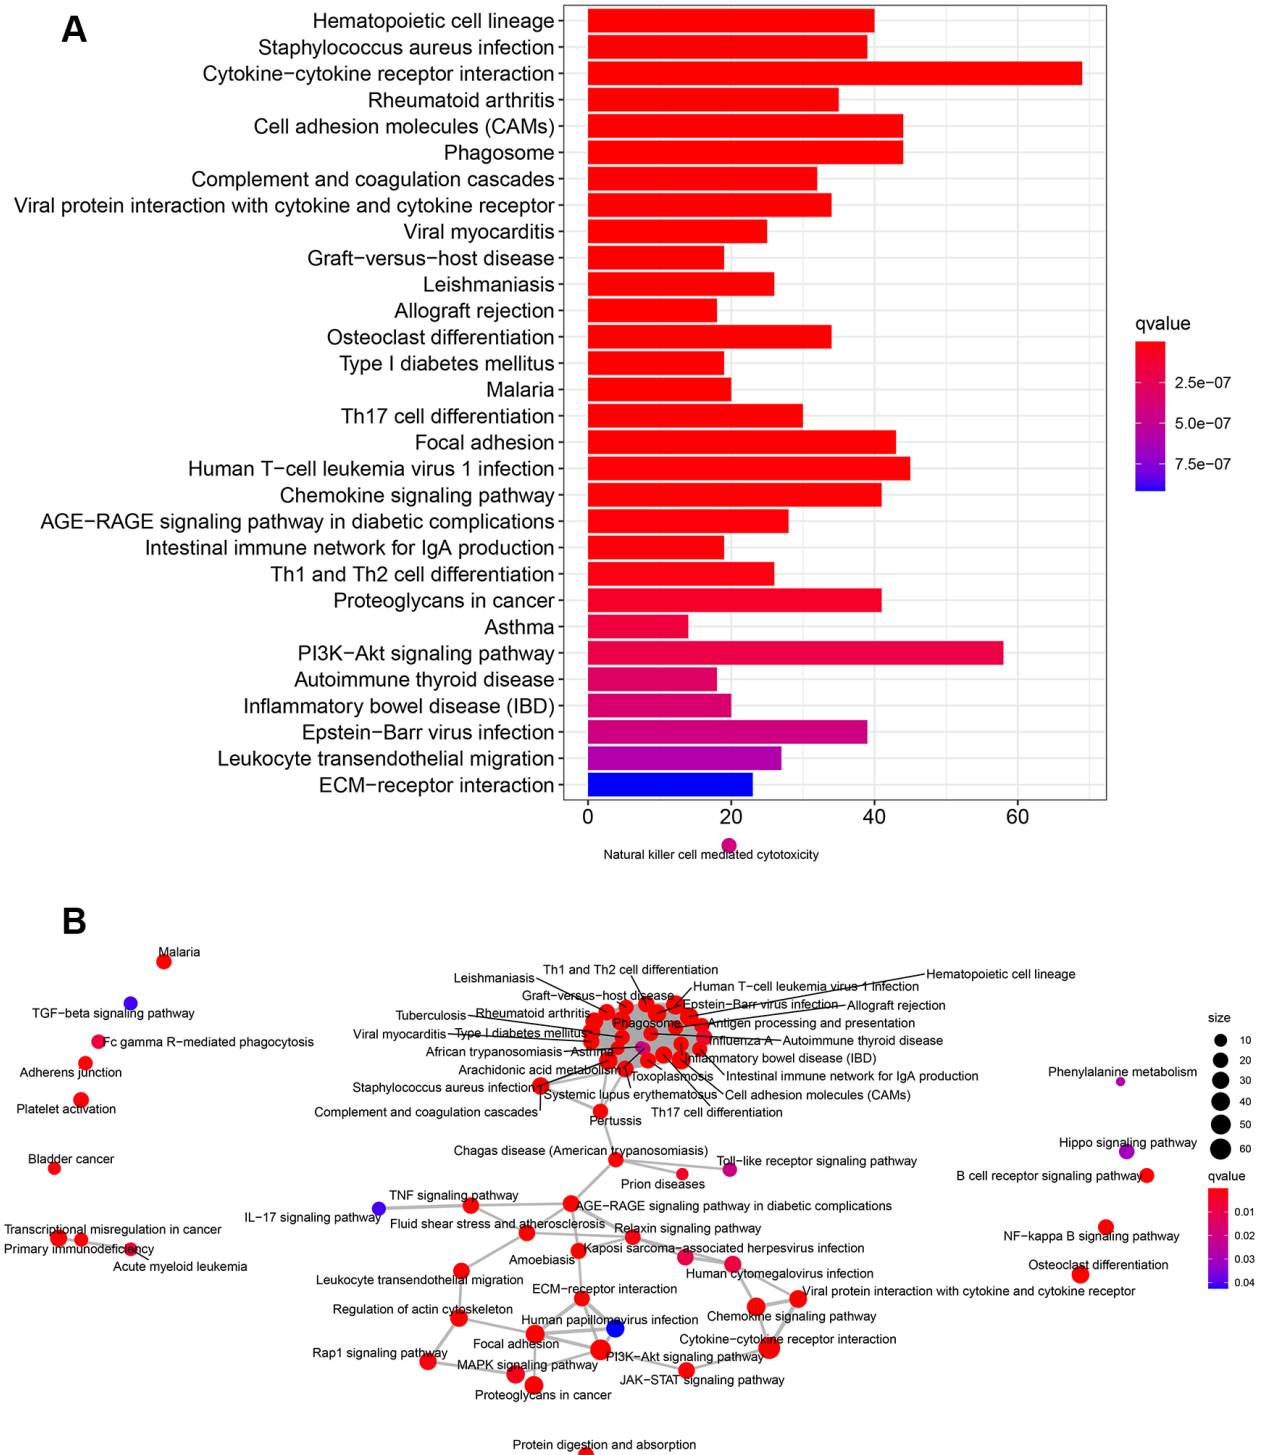 A
Hematopoietic cell lineage
Staphylococcus aureus infection
Cytokine−cytokine receptor interaction
Rheumatoid arthritis
Cell adhesion molecules (CAMs)
Phagosome
Complement and coagulation cascades
Viral protein interaction with cytokine and cytokine receptor
Viral myocarditis
Graft−versus−host disease
Leishmaniasis
Allograft rejection
Osteoclast differentiation
Type I diabetes mellitus
Malaria
Th17 cell differentiation
Focal adhesion
Human T−cell leukemia virus 1 infection
Chemokine signaling pathway
AGE−RAGE signaling pathway in diabetic complications
Intestinal immune network for IgA production
Th1 and Th2 cell differentiation
Proteoglycans in cancer
Asthma
PI3K−Akt signaling pathway
Autoimmune thyroid disease
Inflammatory bowel disease (IBD)
Epstein−Barr virus infection
Leukocyte transendothelial migration
ECM−receptor interaction
0 20 40 60
qvalue
2.5e−07
5.0e−07
7.5e−07
Natural killer cell mediated cytotoxicity
B
Malaria
TGF−beta signaling pathway
Fc gamma R−mediated phagocytosis
Adherens junction
Platelet activation
Bladder cancer
Transcriptional misregulation in cancer
Primary immunodeficiency
Acute myeloid leukemia
Th1 and Th2 cell differentiation
Leishmaniasis
Hematopoietic cell lineage
Human T−cell leukemia virus 1 infection
Graft−versus−host disease
Epstein−Barr virus infection
Allograft rejection
Tuberculosis
Rheumatoid arthritis
Phagosome
Antigen processing and presentation
Viral myocarditis
Type I diabetes mellitus
Influenza A
Autoimmune thyroid disease
African trypanosomiasis
Asthma
Inflammatory bowel disease (IBD)
Arachidonic acid metabolism
Toxoplasmosis
Intestinal immune network for IgA production
Staphylococcus aureus infection
Systemic lupus erythematosus
Cell adhesion molecules (CAMs)
Complement and coagulation cascades
Th17 cell differentiation
Pertussis
Chagas disease (American trypanosomiasis)
Toll−like receptor signaling pathway
Prion diseases
TNF signaling pathway
IL−17 signaling pathway
AGE−RAGE signaling pathway in diabetic complications
Fluid shear stress and atherosclerosis
Relaxin signaling pathway
Amoebiasis
Kaposi sarcoma−associated herpesvirus infection
Human cytomegalovirus infection
Leukocyte transendothelial migration
ECM−receptor interaction
Viral protein interaction with cytokine and cytokine receptor
Regulation of actin cytoskeleton
Human papillomavirus infection
Chemokine signaling pathway
Focal adhesion
Cytokine−cytokine receptor interaction
Rap1 signaling pathway
MAPK signaling pathway
PI3K−Akt signaling pathway
JAK−STAT signaling pathway
Proteoglycans in cancer
Protein digestion and absorption
Phenylalanine metabolism
Hippo signaling pathway
B cell receptor signaling pathway
NF−kappa B signaling pathway
Osteoclast differentiation
size
10
20
30
40
50
60
qvalue
0.01
0.02
0.03
0.04